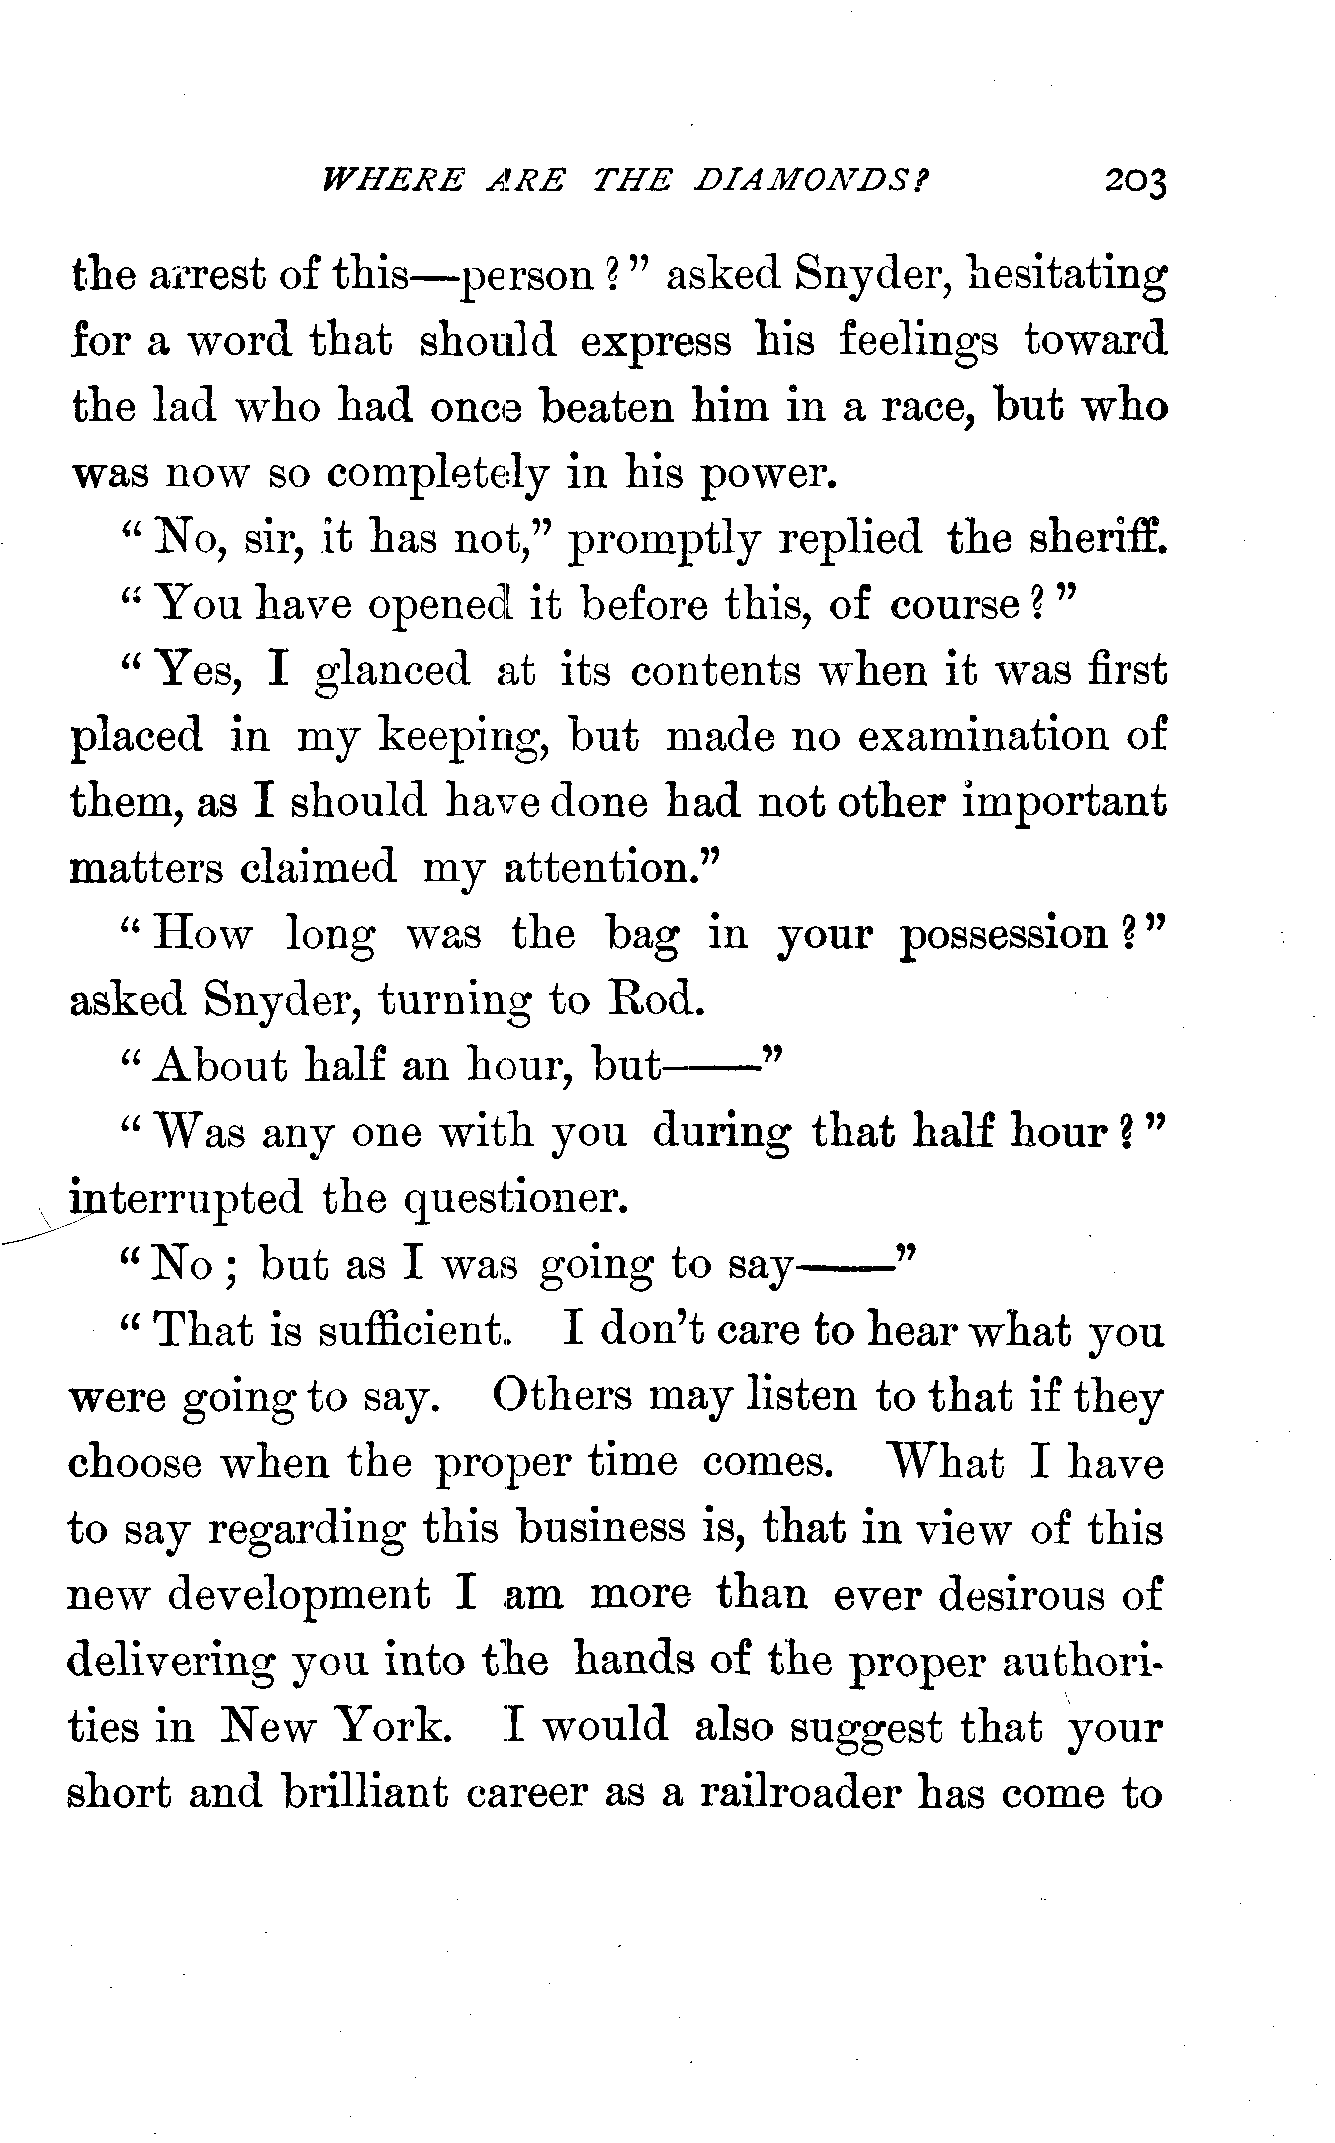 WHERE ARE THE DIAMONDS? 203
the arrest of this—person?" asked Snyder, hesitating
for a word that should express his feelings toward
the lad who had once beaten him in a race, but who
was now so completely in his power.
"No, sir, it has not," promptly replied the sheriff.
"You have opened it before this, of course?"
"Yes, I glanced at its contents when it was first
placed in my keeping, but made no examination of
them, as I should have done had not other important
matters claimed my attention."
"How long was the bag in your possession?"
asked Snyder, turning to Rod.
"About half an hour, but——"
"Was any one with you during that half hour?"
interrupted the questioner.
"No; but as I was going to say——"
"That is sufficient. I don't care to hear what you
were going to say. Others may listen to that if they
choose when the proper time comes. What I have
to say regarding this business is, that in view of this
new development I am more than ever desirous of
delivering you into the hands of the proper authori-
ties in New York. I would also suggest that your
short and brilliant career as a railroader has come to